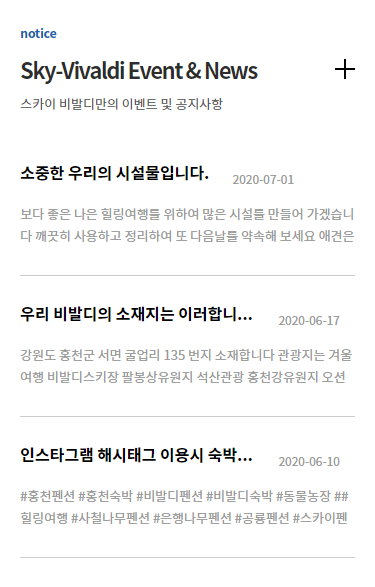 notice
Sky-Vivaldi Event & News
스카이 비발디만의 이벤트 및 공지사항
소중한 우리의 시설물입니다. 2020-07-01
보다 좋은 나은 힐링여행를 위하여 많은 시설를 만들어 가겠습니
다 깨끗히 사용하고 정리하여 또 다음날를 약속해 보세요 애견은
우리 비발디의 소재지는 이러합니... 2020-06-17
강원도 홍천군 서면 굴업리 135 번지 소재합니다 관광지는 겨울
여행 비발디스키장 팔봉상유원지 석산관광 홍천강유원지 오션
인스타그램 해시태그 이용시 숙박... 2020-06-10
#홍천펜션 #홍천숙박 #비발디펜션 #비발디숙박 #동물농장 ##
힐링여행 #사철나무펜션 #은행나무펜션 #공룡펜션 #스카이펜